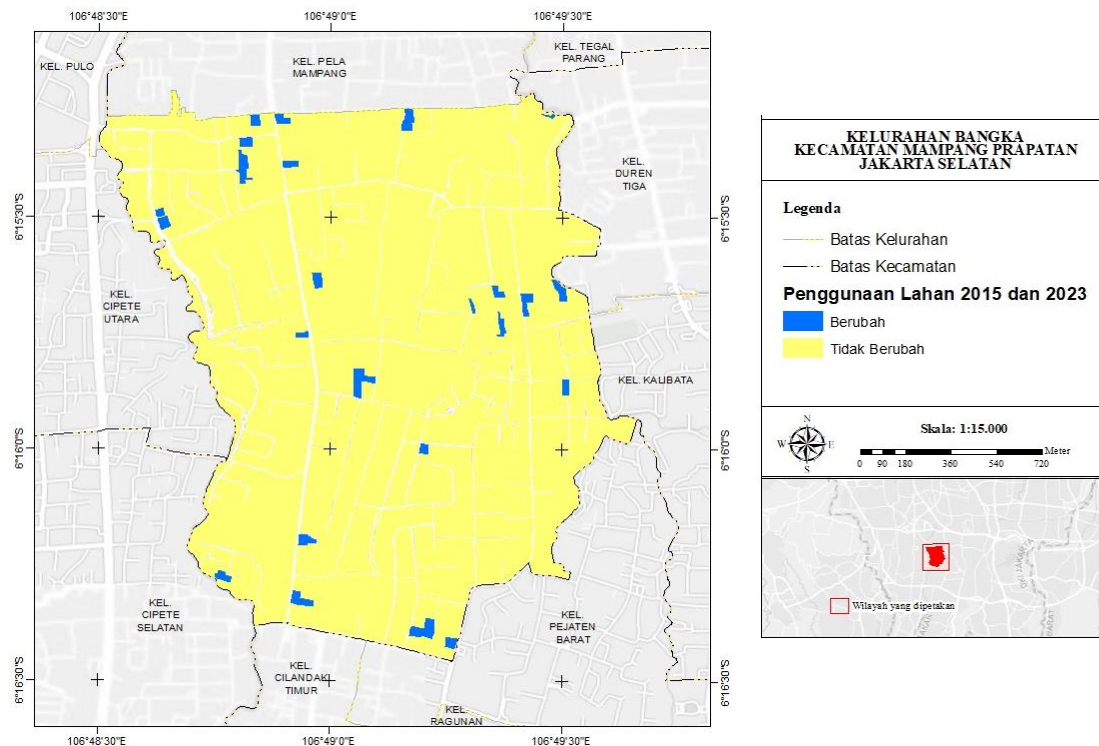 106°48'30"E 106°49'0"E 106°49'30"E
KEL. PULO
KEL. PELA
MAMPANG
KEL. TEGAL
PARANG
KEL.
DUREN
TIGA
6°15'30"S
6°15'30"S
KEL.
CIPETE
UTARA
KEL. KALIBATA
6°16'0"S
6°16'0"S
KEL.
CIPETE
SELATAN
KEL.
PEJATEN
BARAT
KEL.
CILANDAK
TIMUR
KEL.
RAGUNAN
6°16'30"S
6°16'30"S
106°48'30"E 106°49'0"E 106°49'30"E
KELURAHAN BANGKA
KECAMATAN MAMPANG PRAPATAN
JAKARTA SELATAN
Legenda
Batas Kelurahan
Batas Kecamatan
Penggunaan Lahan 2015 dan 2023
Berubah
Tidak Berubah
N
W E
S
Skala: 1:15.000
Meter
0 90 180 360 540 720
Wilayah yang dipetakan